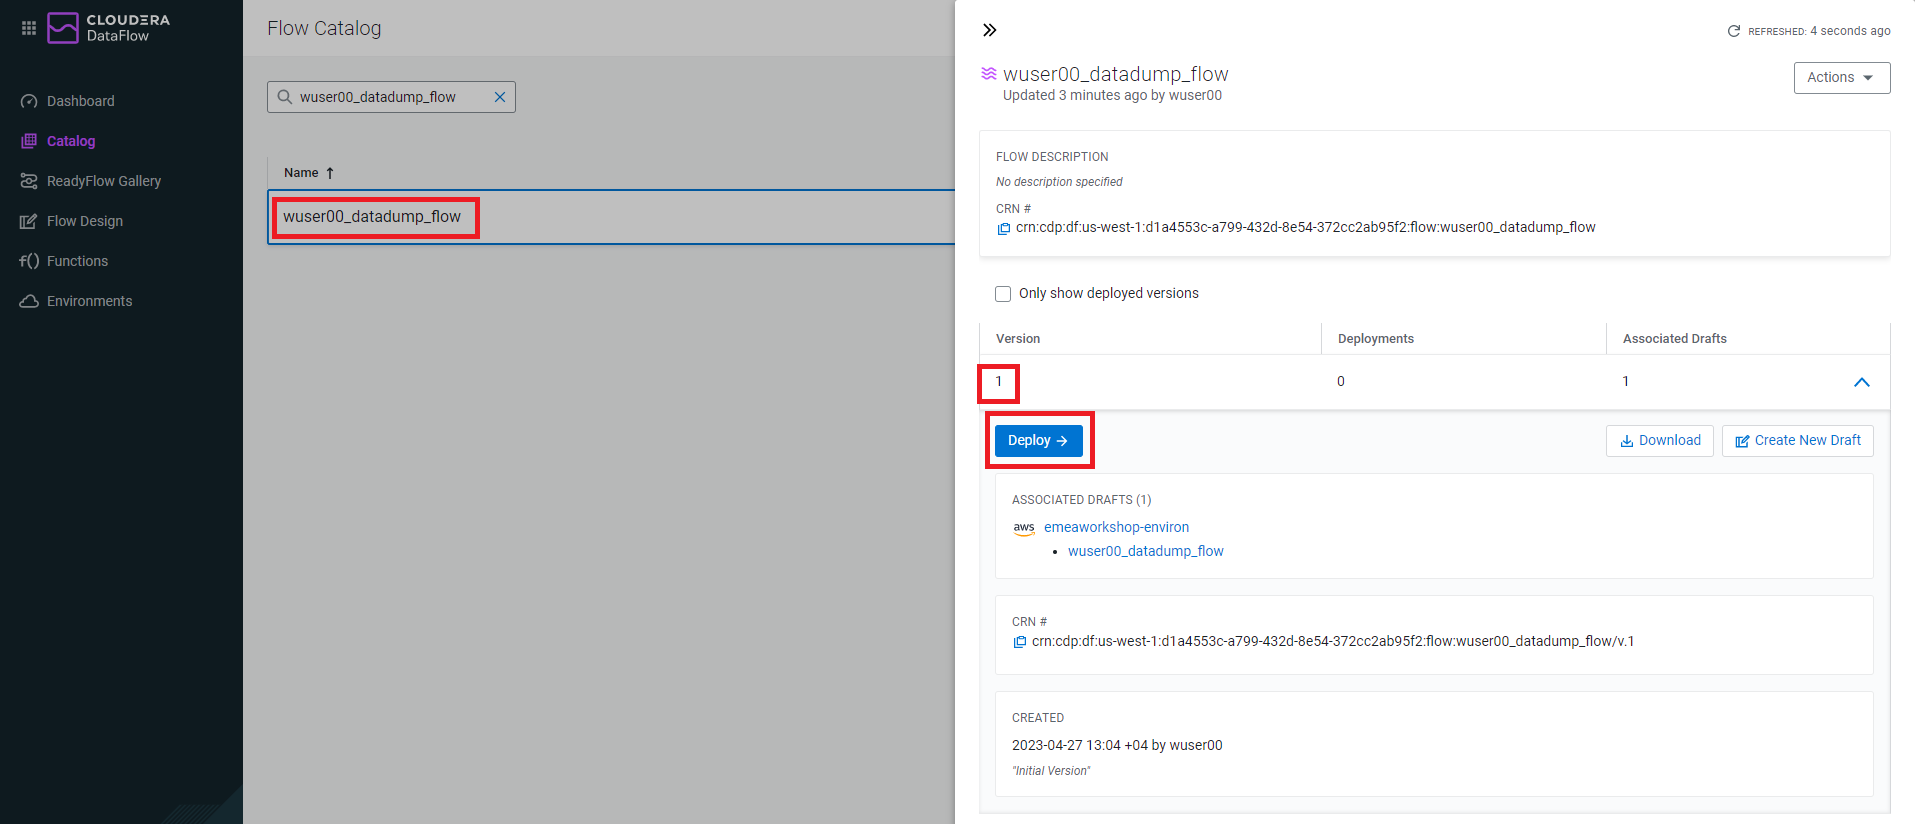 CLOUDERA
DataFlow
Dashboard
Catalog
ReadyFlow Gallery
Flow Design
f() Functions
Environments
Flow Catalog
wuser00_datadump_flow
Name ↑
wuser00_datadump_flow
REFRESHED: 4 seconds ago
wuser00_datadump_flow
Updated 3 minutes ago by wuser00
Actions
FLOW DESCRIPTION
No description specified
CRN #
crn:cdp:df:us-west-1:d1a4553c-a799-432d-8e54-372cc2ab95f2:flow:wuser00_datadump_flow
Only show deployed versions
Version Deployments Associated Drafts
1 0 1
Deploy → Download Create New Draft
ASSOCIATED DRAFTS (1)
aws emeaworkshop-environ
• wuser00_datadump_flow
CRN #
crn:cdp:df:us-west-1:d1a4553c-a799-432d-8e54-372cc2ab95f2:flow:wuser00_datadump_flow/v.1
CREATED
2023-04-27 13:04 +04 by wuser00
"Initial Version"